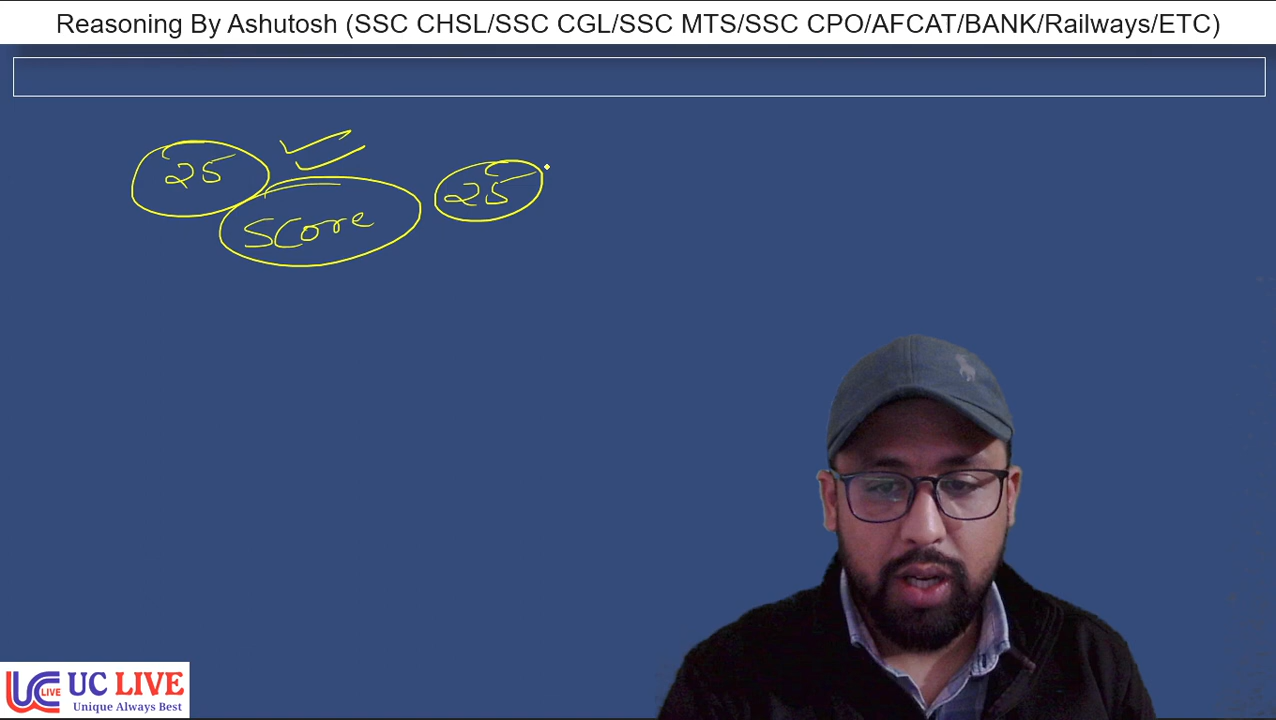 Reasoning By Ashutosh (SSC CHSL/SSC CGL/SSC MTS/SSC CPO/AFCAT/BANK/Railways/ETC)
25
25
Score
UC LIVE
LIVE
Unique Always Best